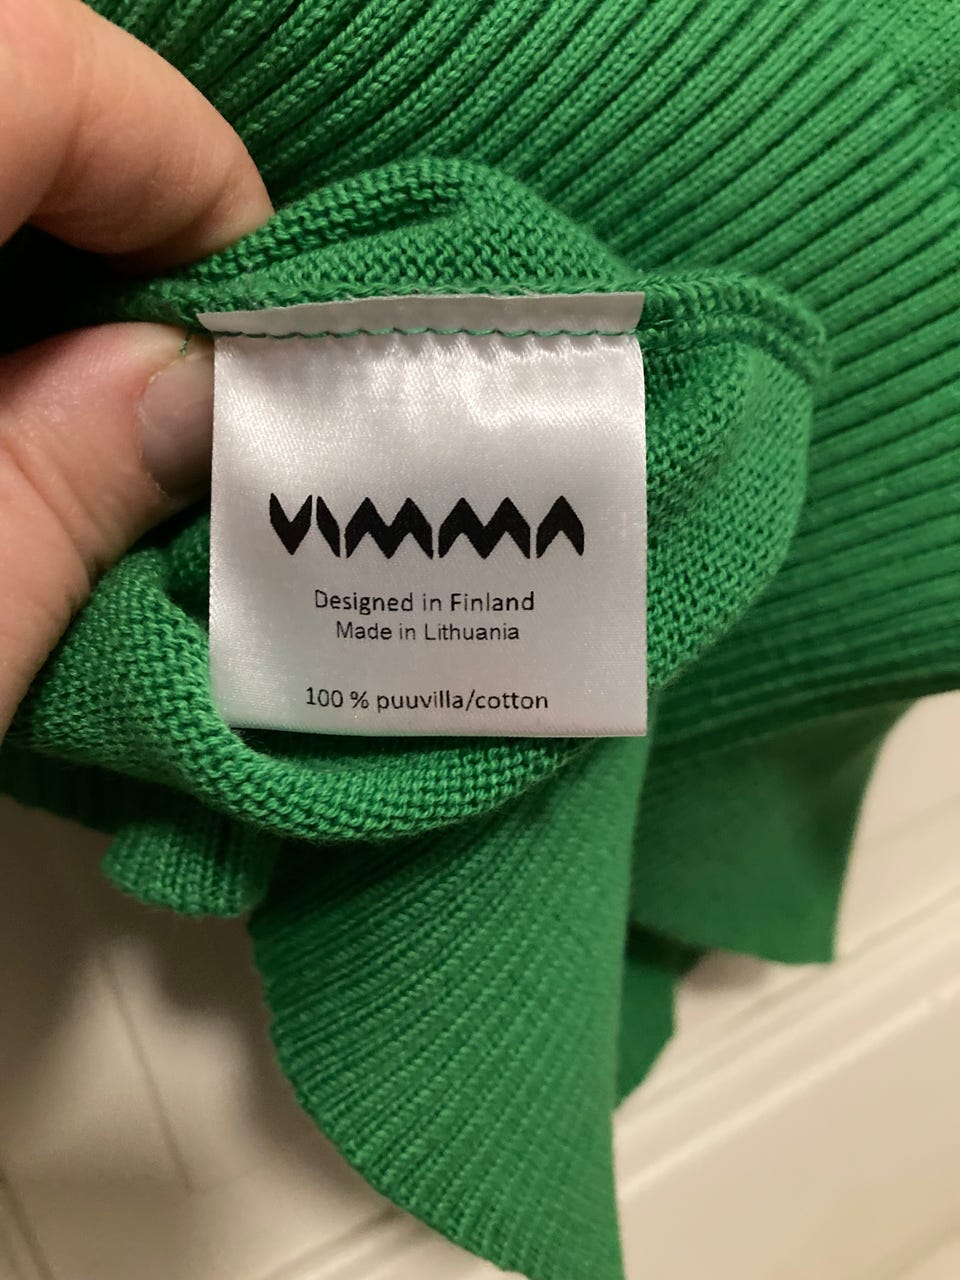 VIMMA
Designed in Finland
Made in Lithuania
100 % puuvilla/cotton